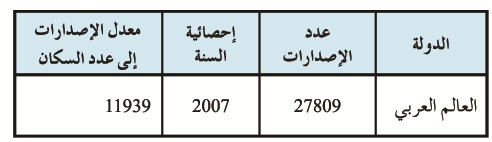 الدولة
عدد
الإصدارات
إحصائية
السنة
معدل الإصدارات
إلى عدد السكان
العالم العربي
27809
2007
11939